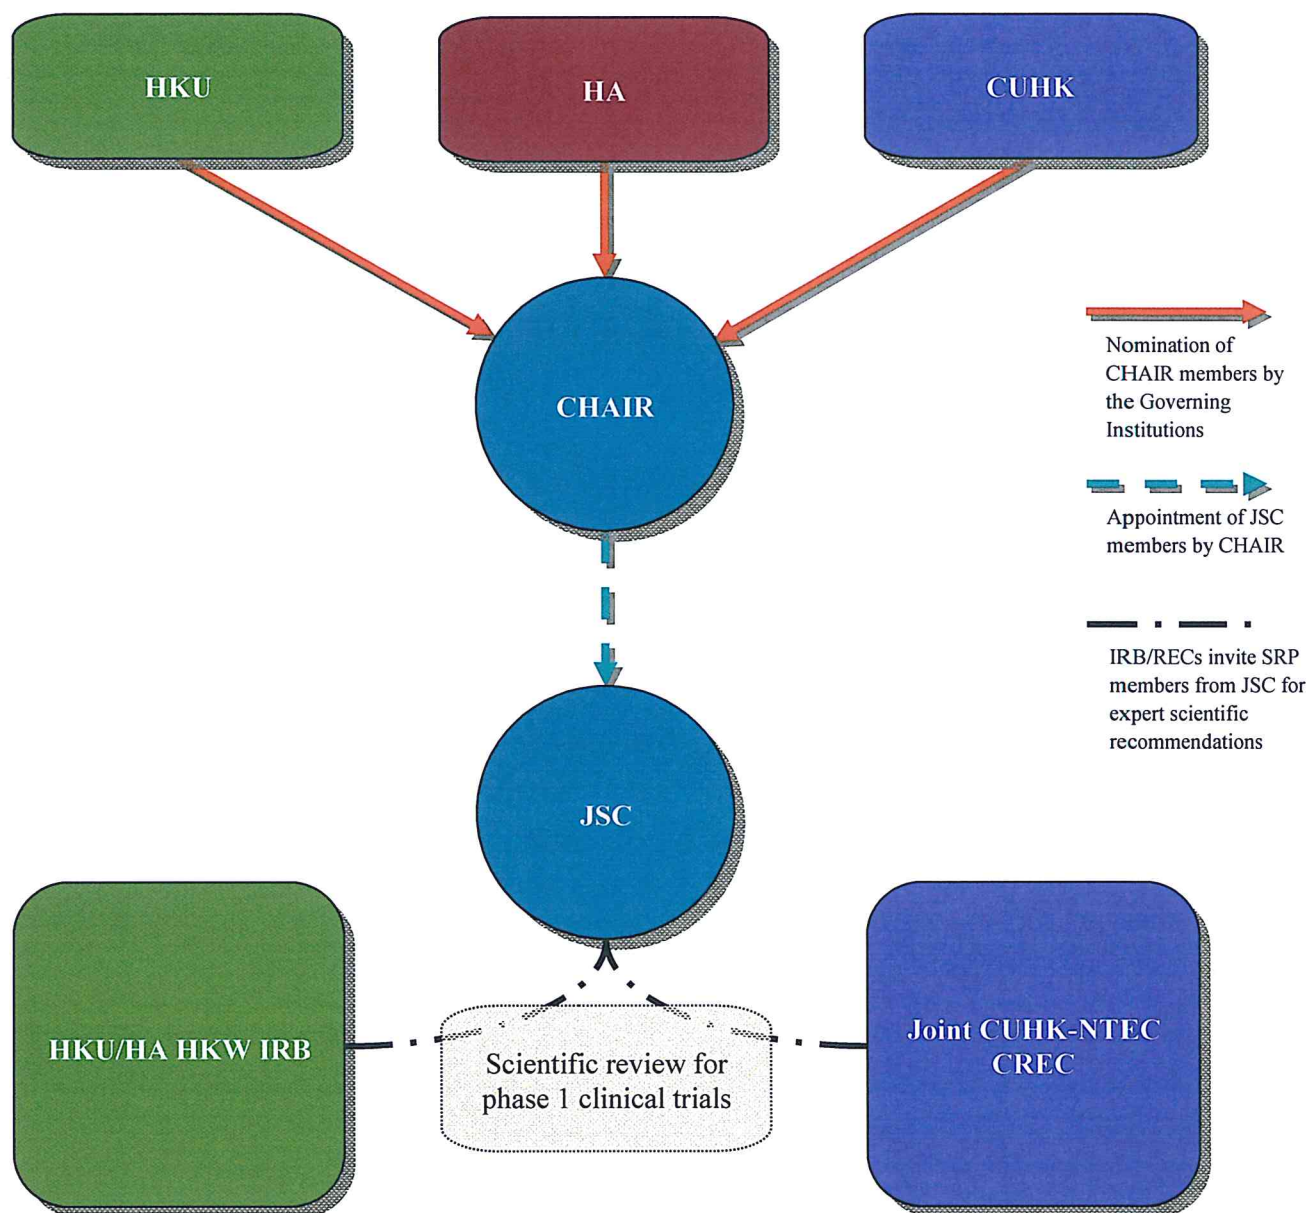 HKU
HA
CUHK
CHAIR
Nomination of
CHAIR members by
the Governing
Institutions
Appointment of JSC
members by CHAIR
IRB/RECs invite SRP
members from JSC for
expert scientific
recommendations
JSC
HKU/HA HKW IRB
Scientific review for
phase 1 clinical trials
Joint CUHK-NTEC
CREC